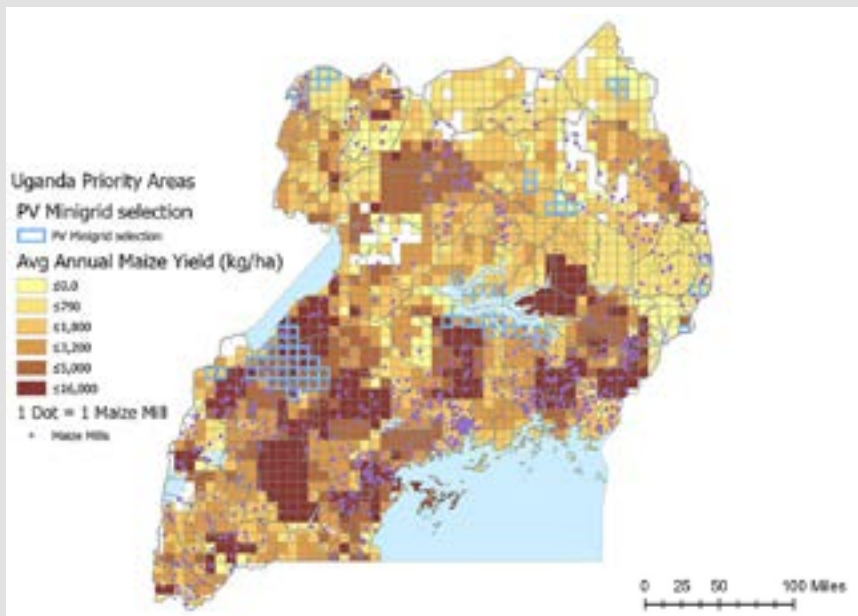 Uganda Priority Areas
PV Minigrid selection
PV Minigrid selection
Avg Annual Maize Yield (kg/ha)
≤0.0
≤790
≤1,800
≤3,200
≤5,000
≤16,000
1 Dot = 1 Maize Mill
Maize Mills
0 25 50 100 Miles